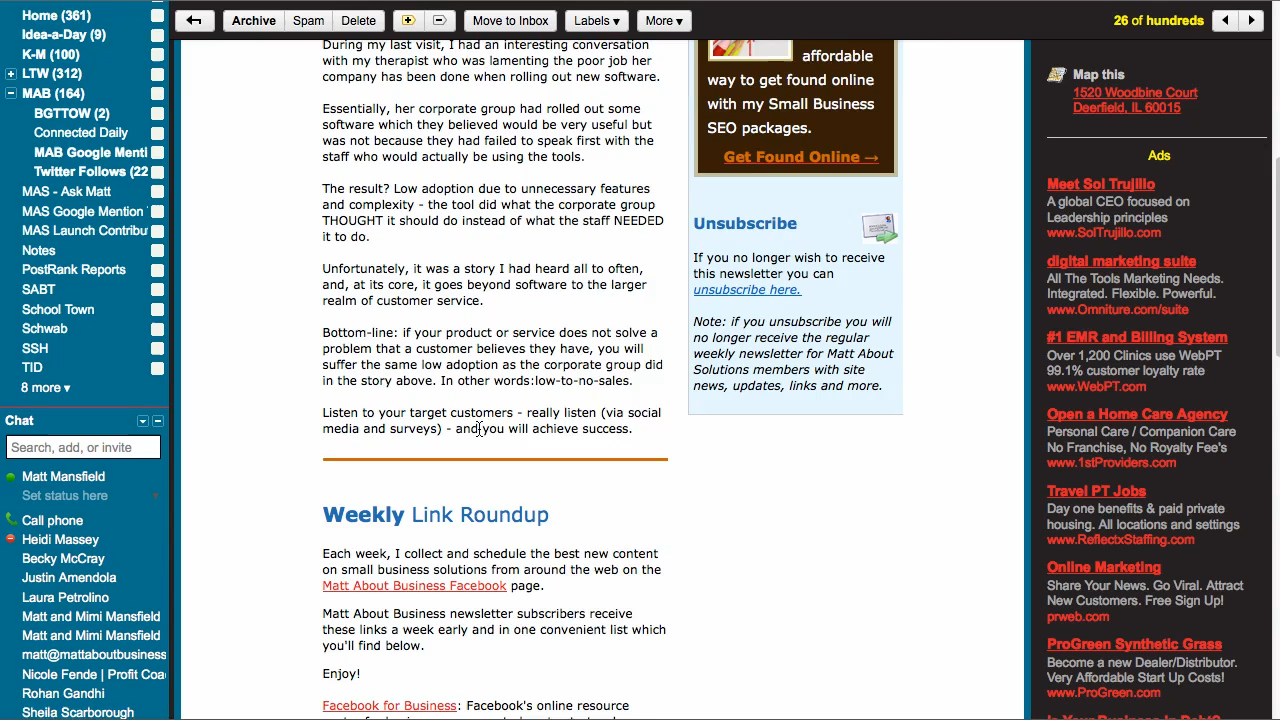 Home (361)
Idea-a-Day (9)
K-M (100)
LTW (312)
MAB (164)
BGTTOW (2)
Connected Daily
MAB Google Menti
Twitter Follows (22
MAS - Ask Matt
MAS Google Mention
MAS Launch Contribu
Notes
PostRank Reports
SABT
School Town
Schwab
SSH
TID
8 more ▾
Chat
Search, add, or invite
Matt Mansfield
Set status here
Call phone
Heidi Massey
Becky McCray
Justin Amendola
Laura Petrolino
Matt and Mimi Mansfield
Matt and Mimi Mansfield
matt@mattaboutbusiness
Nicole Fende | Profit Coa
Rohan Gandhi
Sheila Scarborough
Archive Spam Delete Move to Inbox Labels ▾ More ▾ 26 of hundreds
During my last visit, I had an interesting conversation
with my therapist who was lamenting the poor job her
company has been done when rolling out new software.
Essentially, her corporate group had rolled out some
software which they believed would be very useful but
was not because they had failed to speak first with the
staff who would actually be using the tools.
The result? Low adoption due to unnecessary features
and complexity - the tool did what the corporate group
THOUGHT it should do instead of what the staff NEEDED
it to do.
Unfortunately, it was a story I had heard all to often,
and, at its core, it goes beyond software to the larger
realm of customer service.
Bottom-line: if your product or service does not solve a
problem that a customer believes they have, you will
suffer the same low adoption as the corporate group did
in the story above. In other words:low-to-no-sales.
Listen to your target customers - really listen (via social
media and surveys) - and you will achieve success.
Weekly Link Roundup
Each week, I collect and schedule the best new content
on small business solutions from around the web on the
Matt About Business Facebook page.
Matt About Business newsletter subscribers receive
these links a week early and in one convenient list which
you'll find below.
Enjoy!
Facebook for Business: Facebook's online resource
affordable
way to get found online
with my Small Business
SEO packages.
Get Found Online →
Unsubscribe
If you no longer wish to receive
this newsletter you can
unsubscribe here.
Note: if you unsubscribe you will
no longer receive the regular
weekly newsletter for Matt About
Solutions members with site
news, updates, links and more.
Map this
1520 Woodbine Court
Deerfield, IL 60015
Ads
Meet Sol Trujillo
A global CEO focused on
Leadership principles
www.SolTrujillo.com
digital marketing suite
All The Tools Marketing Needs.
Integrated. Flexible. Powerful.
www.Omniture.com/suite
#1 EMR and Billing System
Over 1,200 Clinics use WebPT
99.1% customer loyalty rate
www.WebPT.com
Open a Home Care Agency
Personal Care / Companion Care
No Franchise, No Royalty Fee's
www.1stProviders.com
Travel PT Jobs
Day one benefits & paid private
housing. All locations and settings
www.ReflectxStaffing.com
Online Marketing
Share Your News. Go Viral. Attract
New Customers. Free Sign Up!
prweb.com
ProGreen Synthetic Grass
Become a new Dealer/Distributor.
Very Affordable Start Up Costs!
www.ProGreen.com